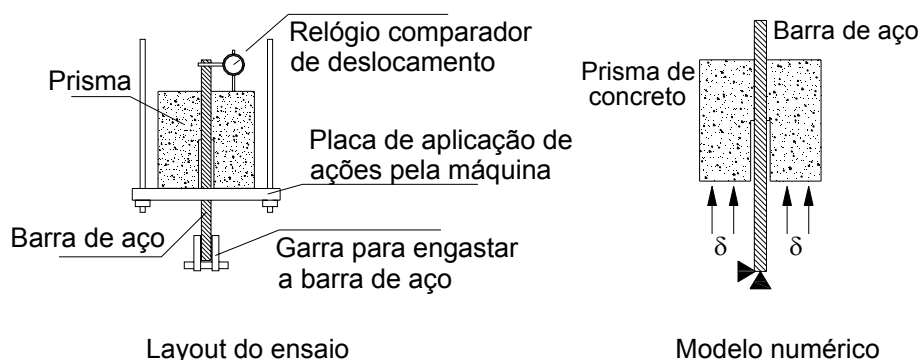 Relógio comparador
de deslocamento
Prisma
Placa de aplicação de
ações pela máquina
Barra de aço
Garra para engastar
a barra de aço
Layout do ensaio
Barra de aço
Prisma de
concreto
δ
δ
Modelo numérico